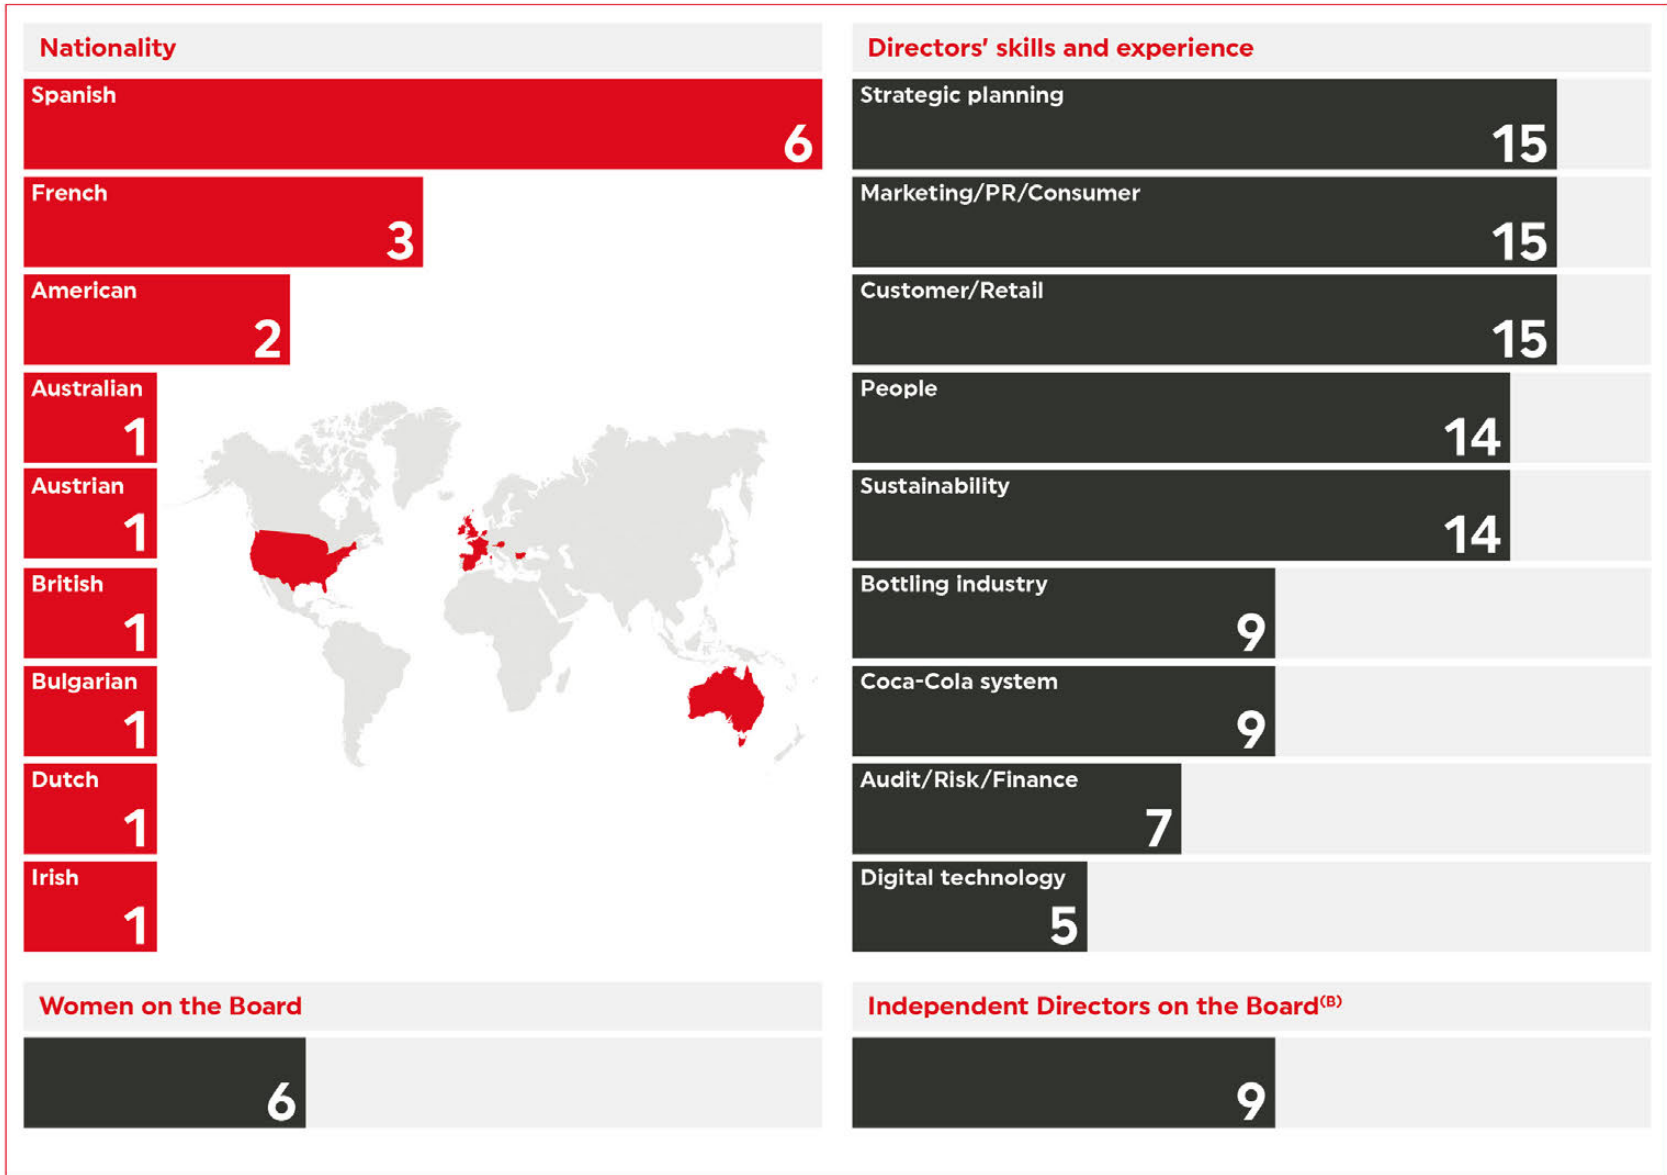 Nationality
Spanish
6
French
3
American
2
Australian
1
Austrian
1
British
1
Bulgarian
1
Dutch
1
Irish
1
Women on the Board
6
Directors' skills and experience
Strategic planning
15
Marketing/PR/Consumer
15
Customer/Retail
15
People
14
Sustainability
14
Bottling industry
9
Coca-Cola system
9
Audit/Risk/Finance
7
Digital technology
5
Independent Directors on the Board(B)
9